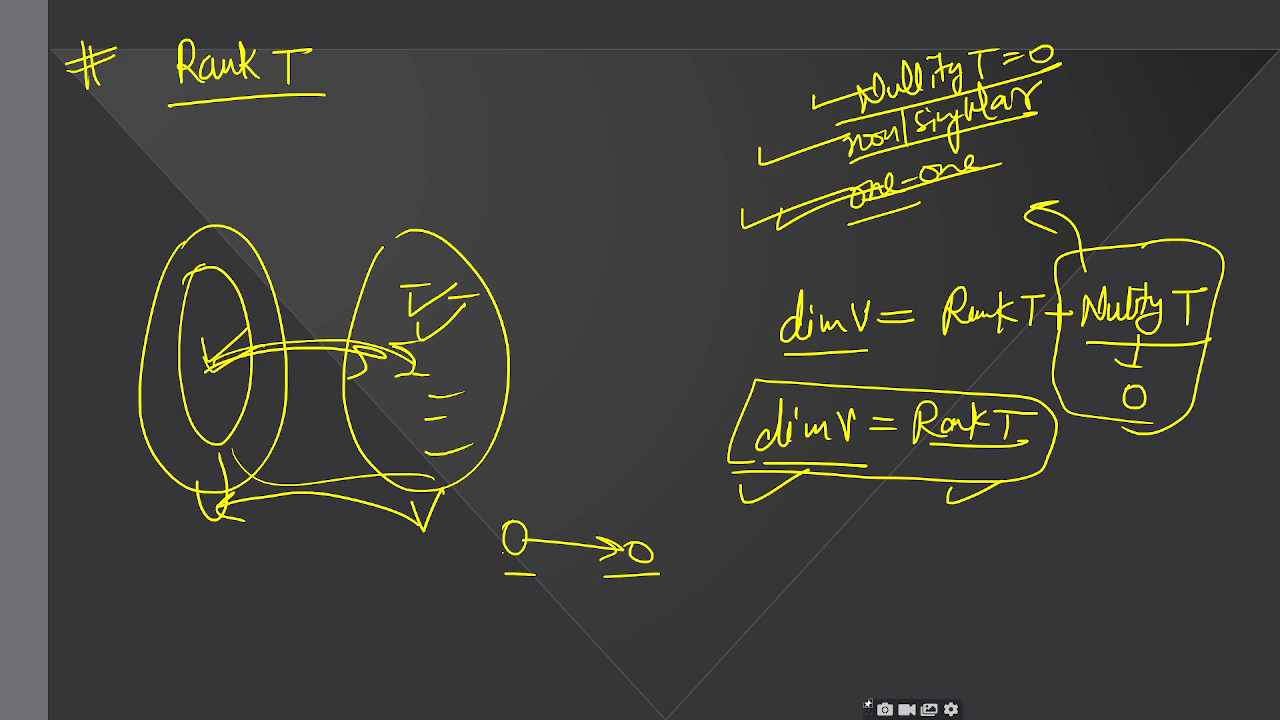 # Rank T
Nullity T = 0
non singular
one-one
dim V = Rank T + Nullity T
0
dim V = Rank T
0 → 0
V